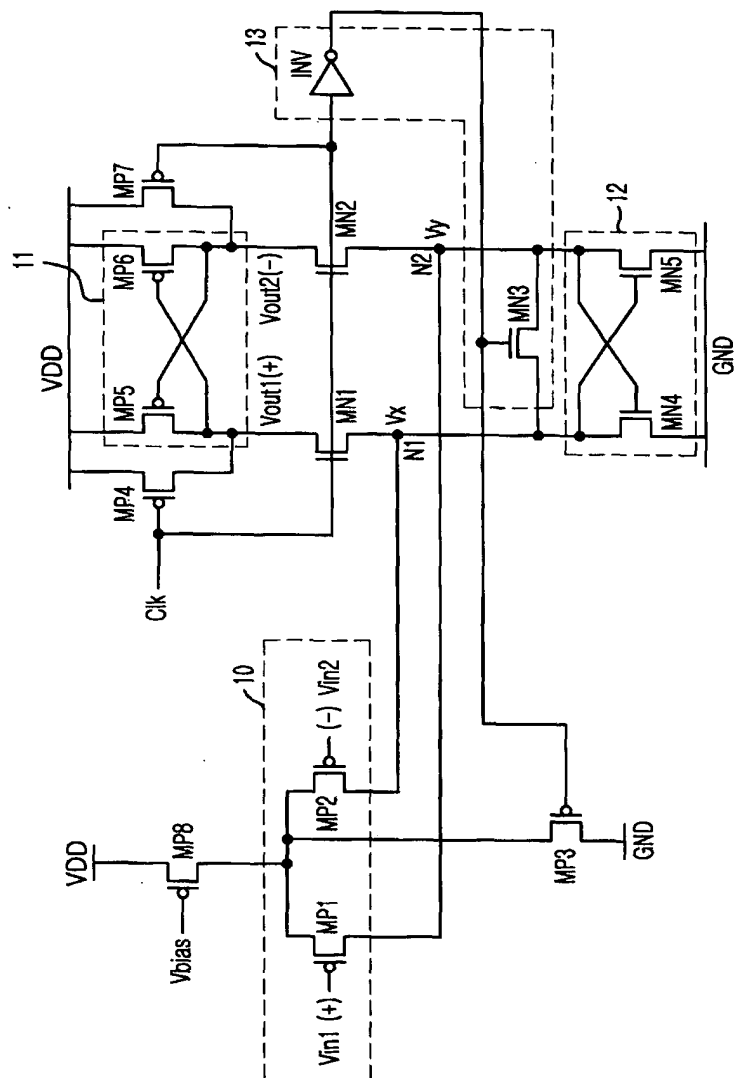 VDD
11
13
MP4
MP5
MP6
MP7
INV
Clk
Vout1(+)
Vout2(-)
MN1
MN2
Vx
N1
Vy
N2
VDD
Vbias
MP8
10
Vin1 (+)
MP1
MP2
(-) Vin2
MN3
12
MN4
MN5
GND
MP3
GND